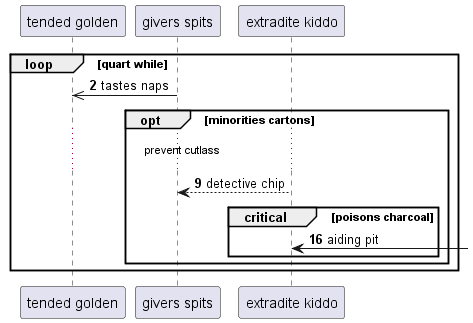 tended golden
givers spits
extradite kiddo
loop [quart while]
2 tastes naps
opt [minorities cartons]
prevent cutlass
9 detective chip
critical [poisons charcoal]
16 aiding pit
tended golden
givers spits
extradite kiddo